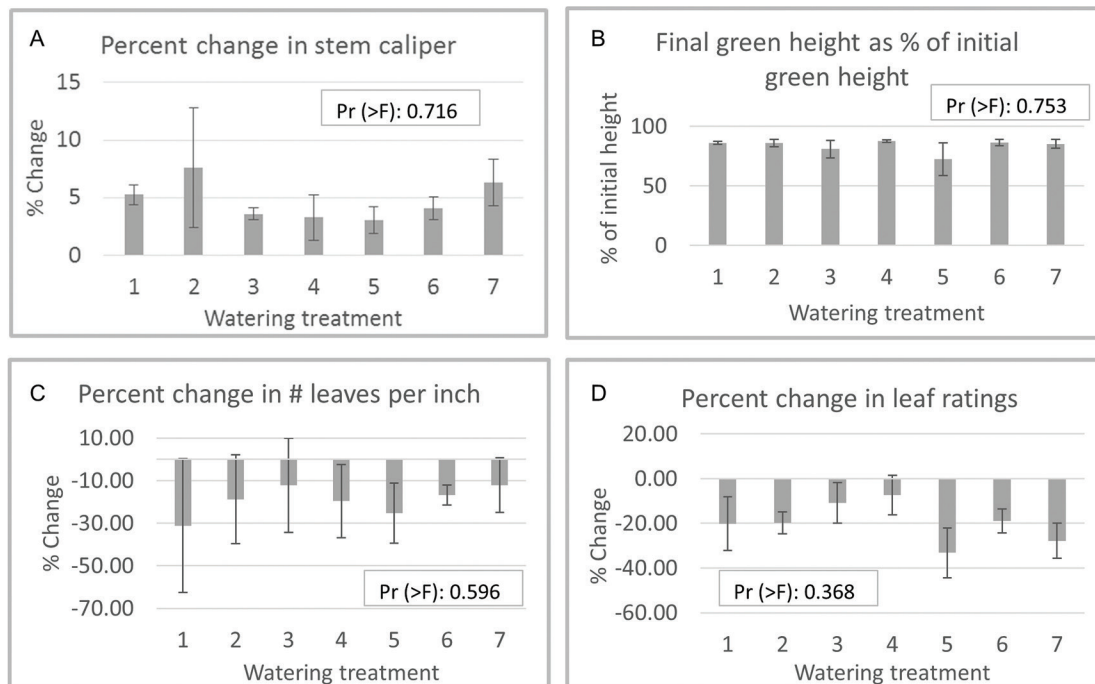 A
Percent change in stem caliper
Pr (>F): 0.716
% Change
15
10
5
0
1 2 3 4 5 6 7
Watering treatment
B
Final green height as % of initial
green height
Pr (>F): 0.753
% of initial height
100
50
0
1 2 3 4 5 6 7
Watering treatment
C
Percent change in # leaves per inch
% Change
10.00
-10.00
-30.00
-50.00
-70.00
Pr (>F): 0.596
1 2 3 4 5 6 7
Watering treatment
D
Percent change in leaf ratings
% Change
20.00
0.00
-20.00
-40.00
-60.00
Pr (>F): 0.368
1 2 3 4 5 6 7
Watering treatment